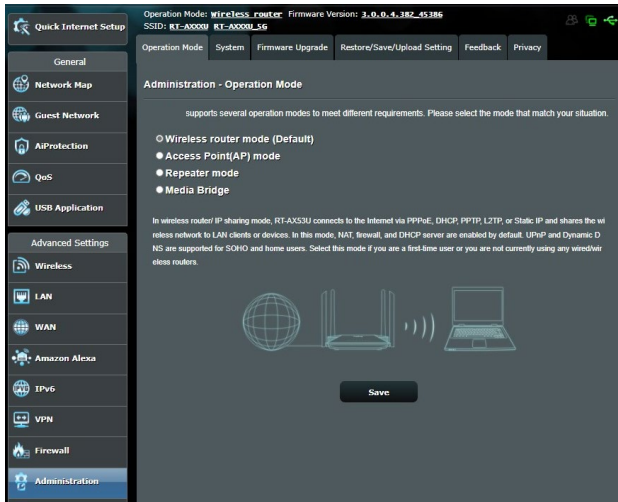 Operation Mode: Wireless router Firmware Version: 3.0.0.4.382_45386
SSID: RT-AXXXU RT-AXXXU_5G
Quick Internet Setup
General
Network Map
Guest Network
AiProtection
QoS
USB Application
Advanced Settings
Wireless
LAN
WAN
Amazon Alexa
IPv6
VPN
Firewall
Administration
Operation Mode System Firmware Upgrade Restore/Save/Upload Setting Feedback Privacy
Administration - Operation Mode
supports several operation modes to meet different requirements. Please select the mode that match your situation.
Wireless router mode (Default)
Access Point(AP) mode
Repeater mode
Media Bridge
In wireless router/ IP sharing mode, RT-AX53U connects to the Internet via PPPoE, DHCP, PPTP, L2TP, or Static IP and shares the wi
reless network to LAN clients or devices. In this mode, NAT, firewall, and DHCP server are enabled by default. UPnP and Dynamic D
NS are supported for SOHO and home users. Select this mode if you are a first-time user or you are not currently using any wired/wir
eless routers.
Save